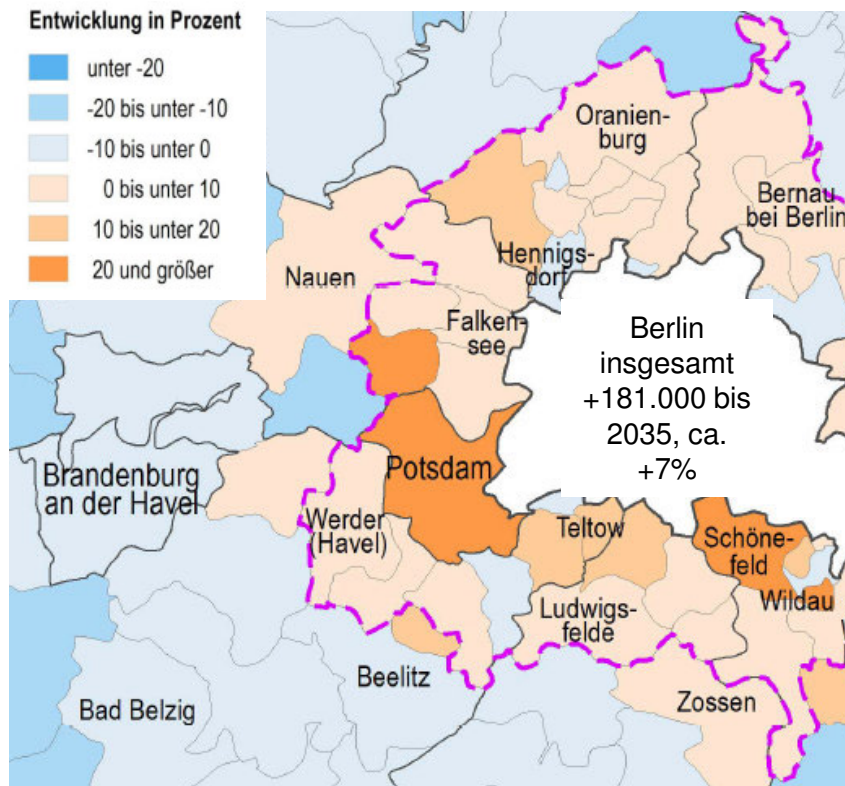 Entwicklung in Prozent
unter -20
-20 bis unter -10
-10 bis unter 0
0 bis unter 10
10 bis unter 20
20 und größer
Oranien-
burg
Bernau
bei Berlin
Hennigs-
dorf
Nauen
Falken-
see
Berlin
insgesamt
+181.000 bis
2035, ca.
+7%
Potsdam
Brandenburg
an der Havel
Werder
(Havel)
Teltow
Schöne-
feld
Wildau
Ludwigs-
felde
Beelitz
Zossen
Bad Belzig